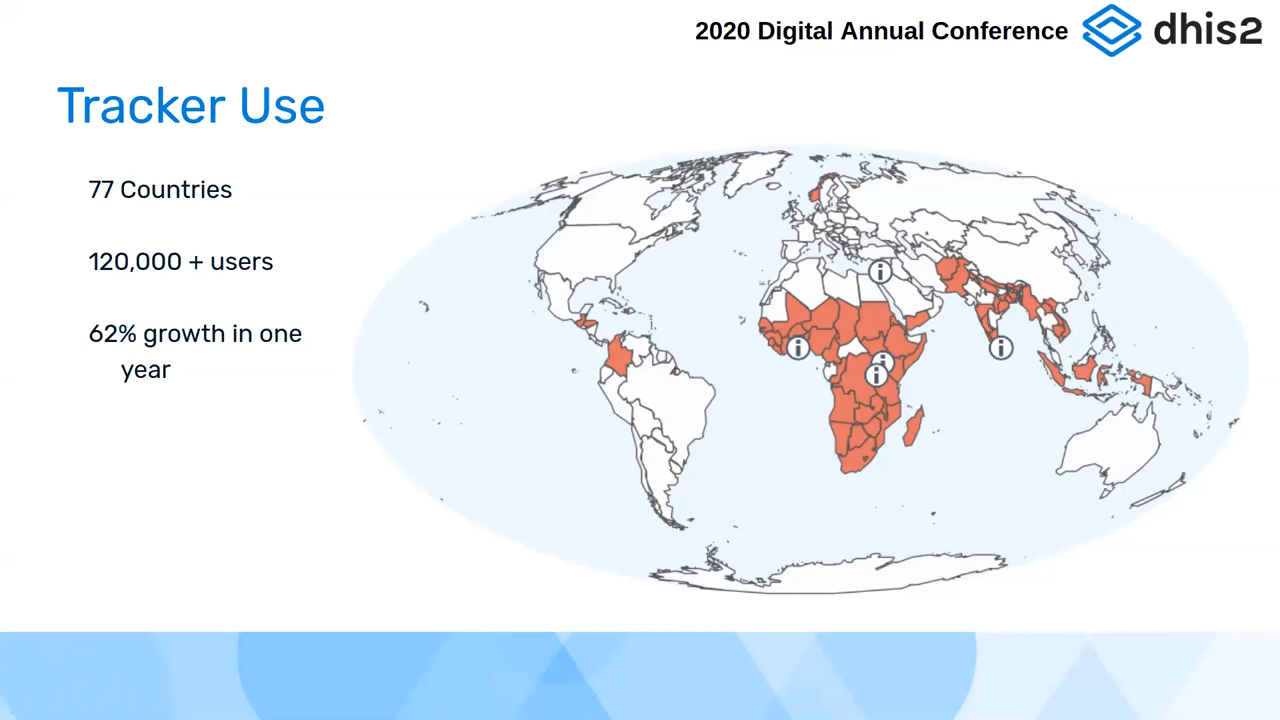 2020 Digital Annual Conference
dhis2
Tracker Use
77 Countries
120,000 + users
62% growth in one
year
i
i
i
i
i